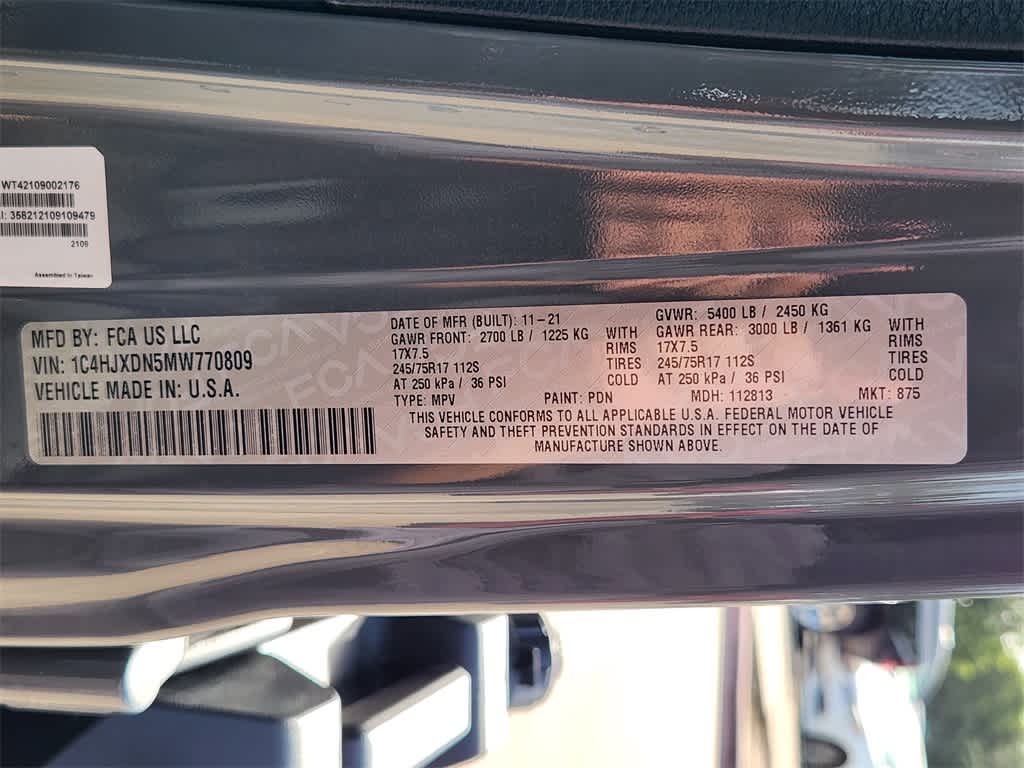 WT42109002176
I: 358212109109479
2109
Assembled In Taiwan
MFD BY: FCA US LLC
VIN: 1C4HJXDN5MW770809
VEHICLE MADE IN: U.S.A.
DATE OF MFR (BUILT): 11-21
GAWR FRONT: 2700 LB / 1225 KG WITH
17X7.5 RIMS
245/75R17 112S TIRES
AT 250 kPa / 36 PSI COLD
GVWR: 5400 LB / 2450 KG
GAWR REAR: 3000 LB / 1361 KG WITH
17X7.5 RIMS
245/75R17 112S TIRES
AT 250 kPa / 36 PSI COLD
TYPE: MPV PAINT: PDN MDH: 112813 MKT: 875
THIS VEHICLE CONFORMS TO ALL APPLICABLE U.S.A. FEDERAL MOTOR VEHICLE
SAFETY AND THEFT PREVENTION STANDARDS IN EFFECT ON THE DATE OF
MANUFACTURE SHOWN ABOVE.